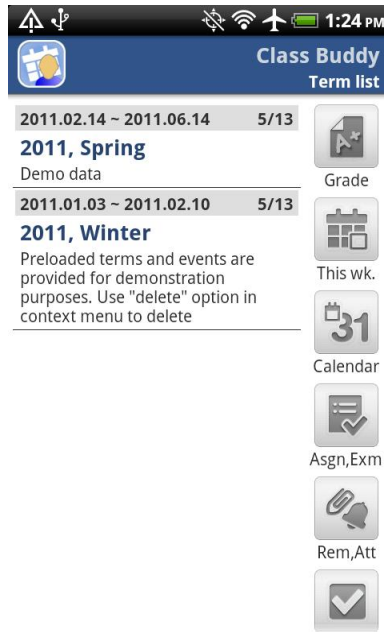 1:24 PM
Class Buddy
Term list
2011.02.14 ~ 2011.06.14 5/13
2011, Spring
Demo data
2011.01.03 ~ 2011.02.10 5/13
2011, Winter
Preloaded terms and events are
provided for demonstration
purposes. Use "delete" option in
context menu to delete
A+
Grade
This wk.
31
Calendar
Asgn,Exm
Rem,Att